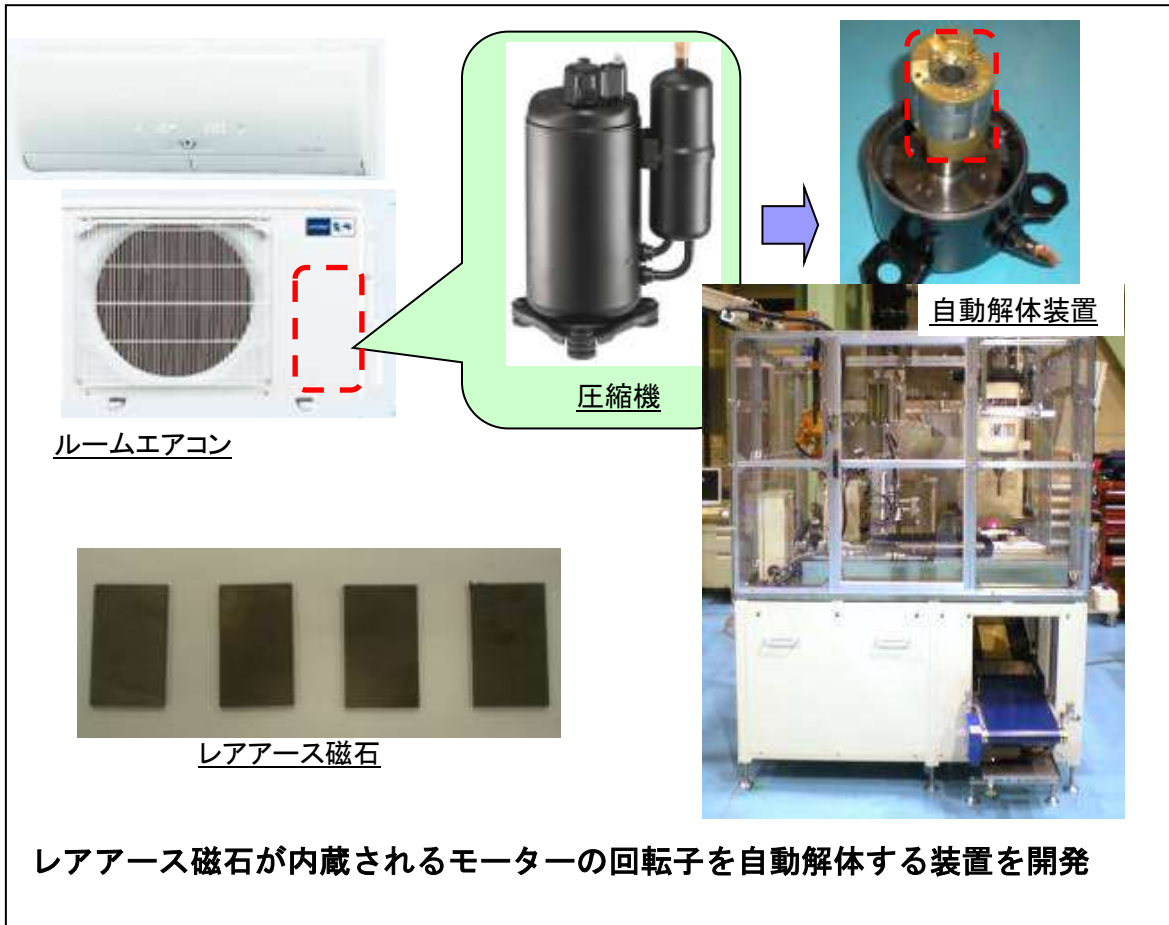 自動解体装置
圧縮機
ルームエアコン
レアアース磁石
レアアース磁石が内蔵されるモーターの回転子を自動解体する装置を開発